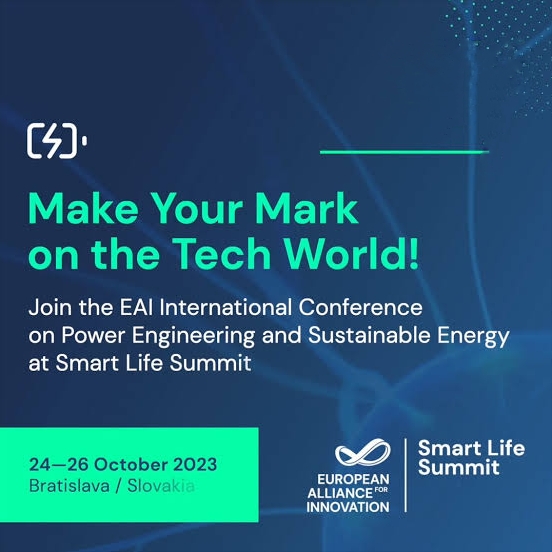 Make Your Mark
on the Tech World!
Join the EAI International Conference
on Power Engineering and Sustainable Energy
at Smart Life Summit
24—26 October 2023
Bratislava / Slovakia
EUROPEAN
ALLIANCE FOR
INNOVATION
Smart Life
Summit